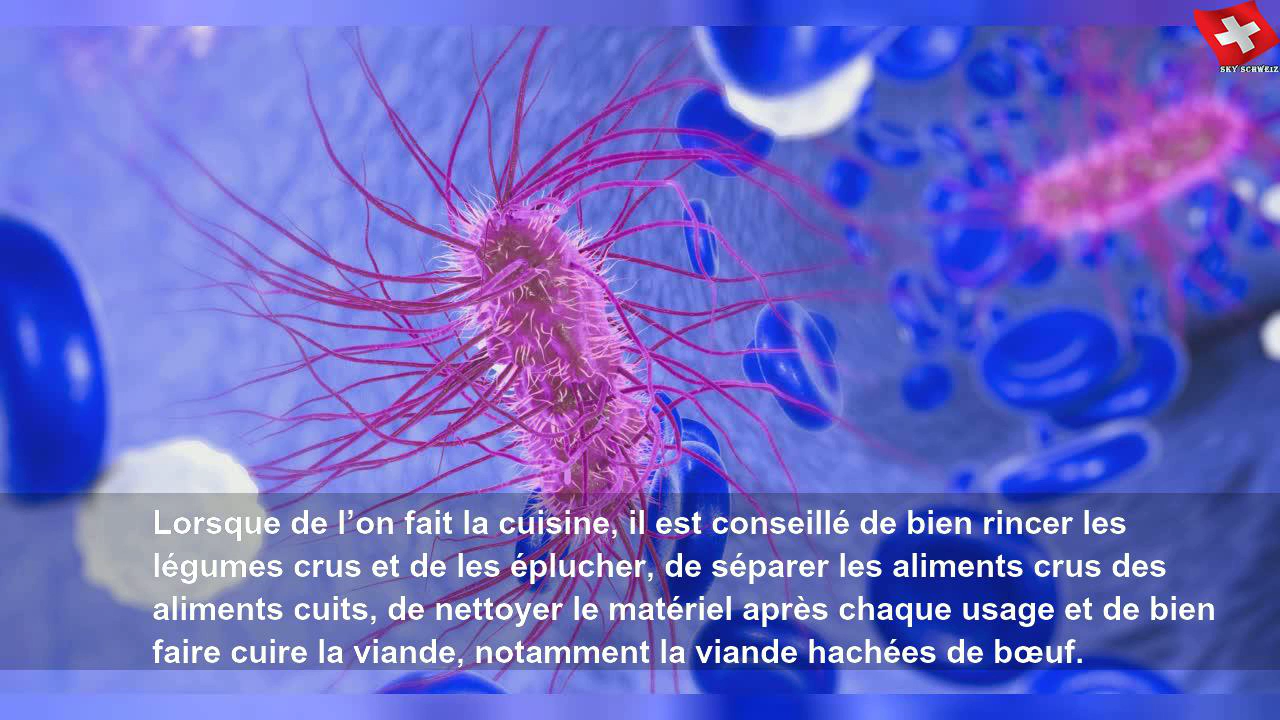 SKY SCHWEIZ
Lorsque de l’on fait la cuisine, il est conseillé de bien rincer les
légumes crus et de les éplucher, de séparer les aliments crus des
aliments cuits, de nettoyer le matériel après chaque usage et de bien
faire cuire la viande, notamment la viande hachées de bœuf.